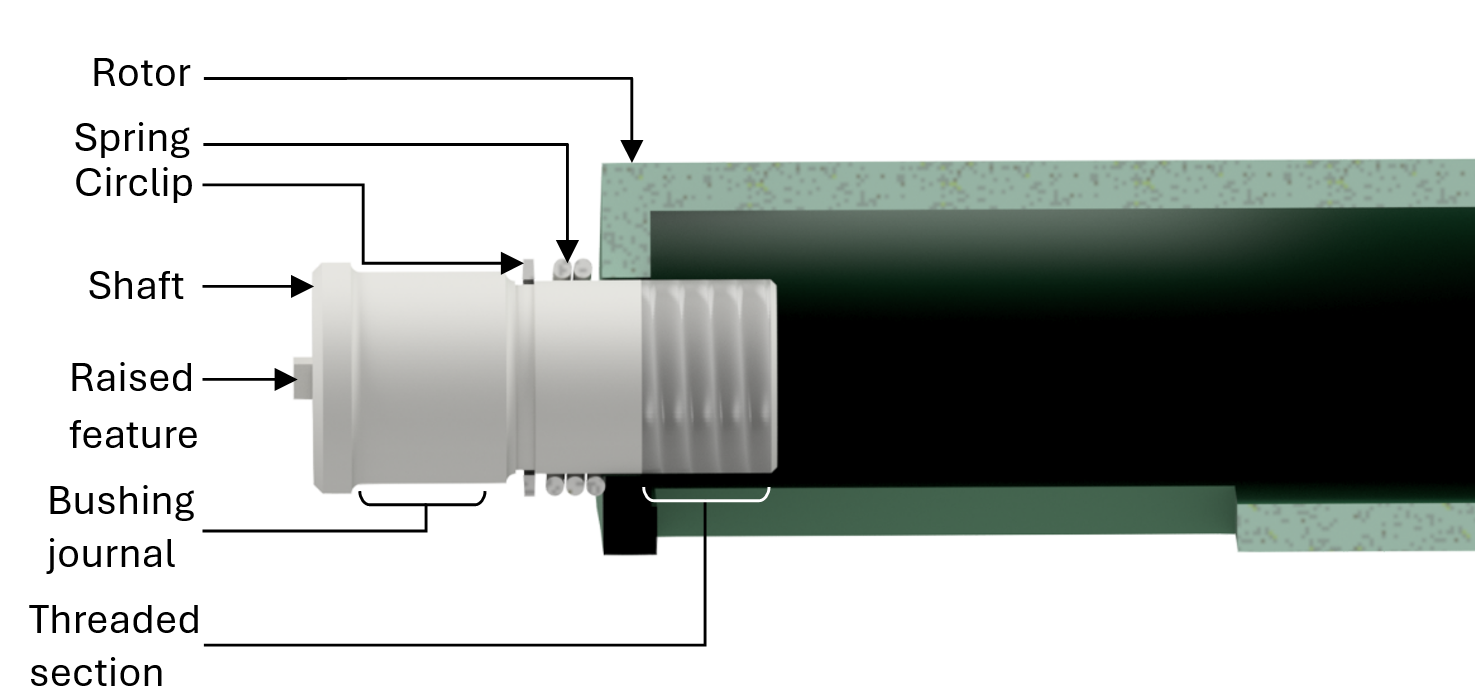 Rotor
Spring
Circlip
Shaft
Raised
feature
Bushing
journal
Threaded
section